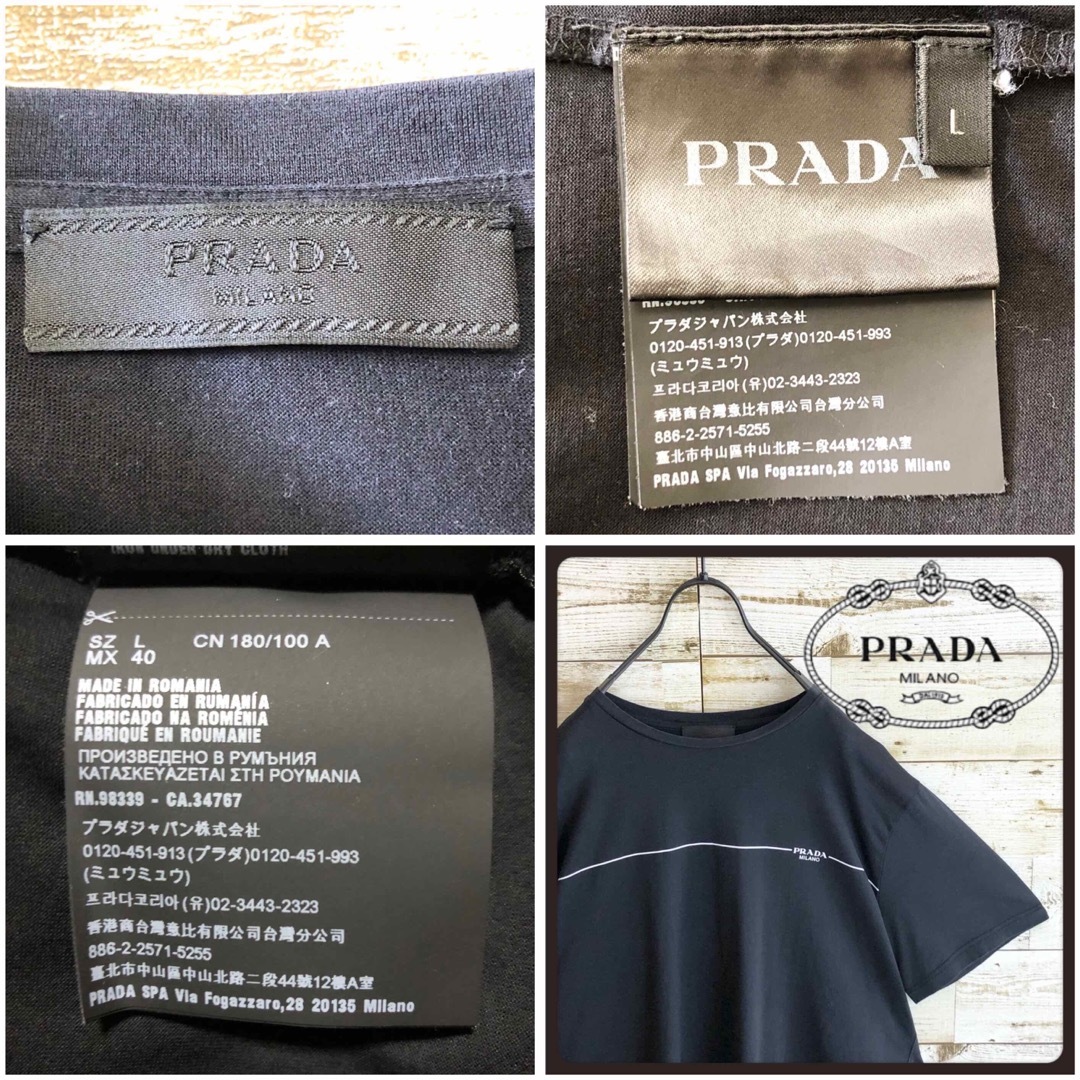 PRADA
MILANO
PRADA
L
プラダジャパン株式会社
0120-451-913(プラダ)0120-451-993
(ミュウミュウ)
프라다코리아(유)02-3443-2323
香港商台灣意比有限公司台灣分公司
886-2-2571-5255
臺北市中山區中山北路二段44號12樓A室
PRADA SPA Via Fogazzaro,28 20135 Milano
IRON UNDER DRY CLOTH
SZ L CN 180/100 A
MX 40
MADE IN ROMANIA
FABRICADO EN RUMANÍA
FABRICADO NA ROMÉNIA
FABRIQUÉ EN ROUMANIE
ПРОИЗВЕДЕНО В РУМЪНИЯ
ΚΑΤΑΣΚΕΥΑΖΕΤΑΙ ΣΤΗ ΡΟΥΜΑΝΙΑ
RN.98339 - CA.34767
プラダジャパン株式会社
0120-451-913(プラダ)0120-451-993
(ミュウミュウ)
프라다코리아(유)02-3443-2323
香港商台灣意比有限公司台灣分公司
886-2-2571-5255
臺北市中山區中山北路二段44號12樓A室
PRADA SPA Via Fogazzaro,28 20135 Milano
PRADA
MILANO
DAL 1913
PRADA
MILANO